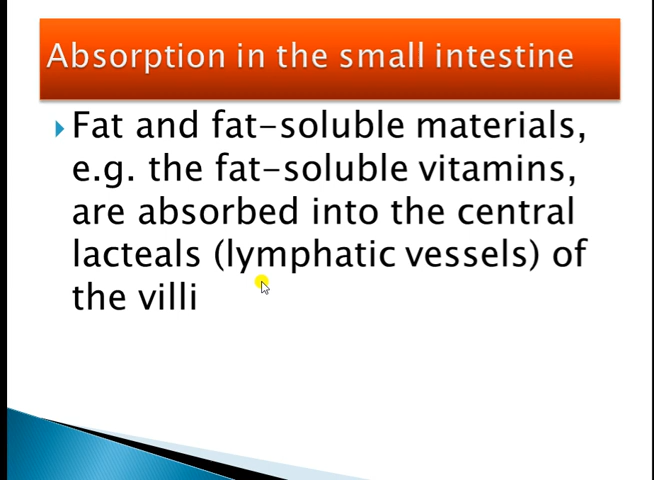 Absorption in the small intestine
Fat and fat-soluble materials,
e.g. the fat-soluble vitamins,
are absorbed into the central
lacteals (lymphatic vessels) of
the villi